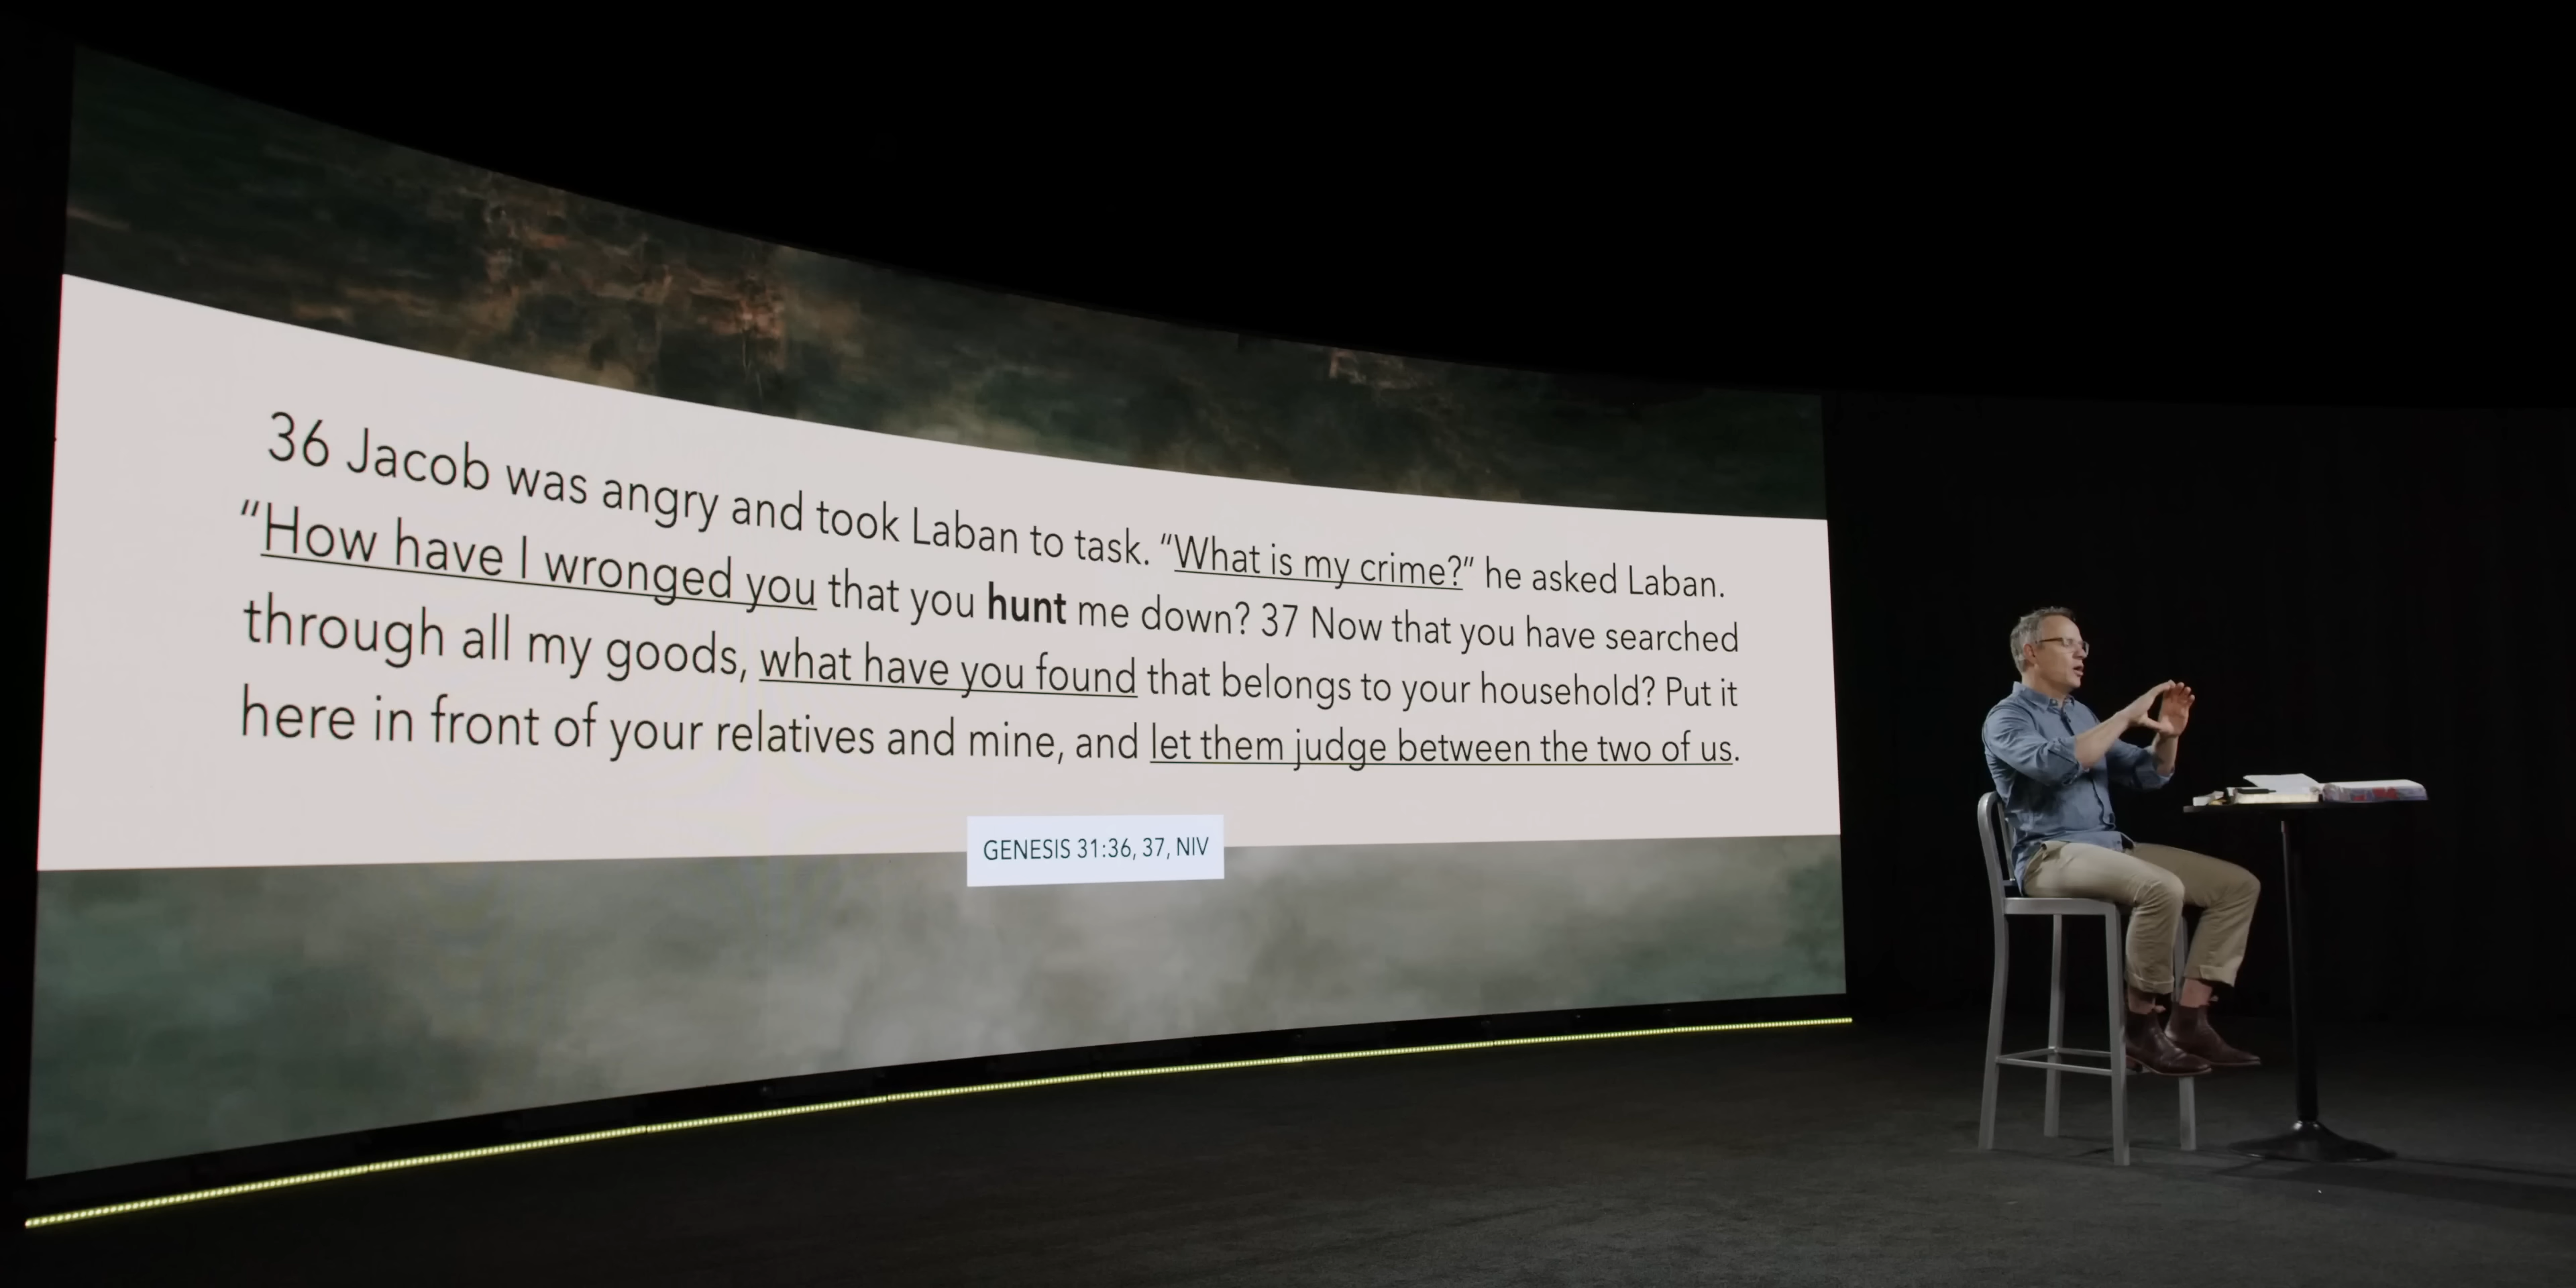 36 Jacob was angry and took Laban to task. “What is my crime?” he asked Laban.
“How have I wronged you that you hunt me down? 37 Now that you have searched
through all my goods, what have you found that belongs to your household? Put it
here in front of your relatives and mine, and let them judge between the two of us.
GENESIS 31:36, 37, NIV